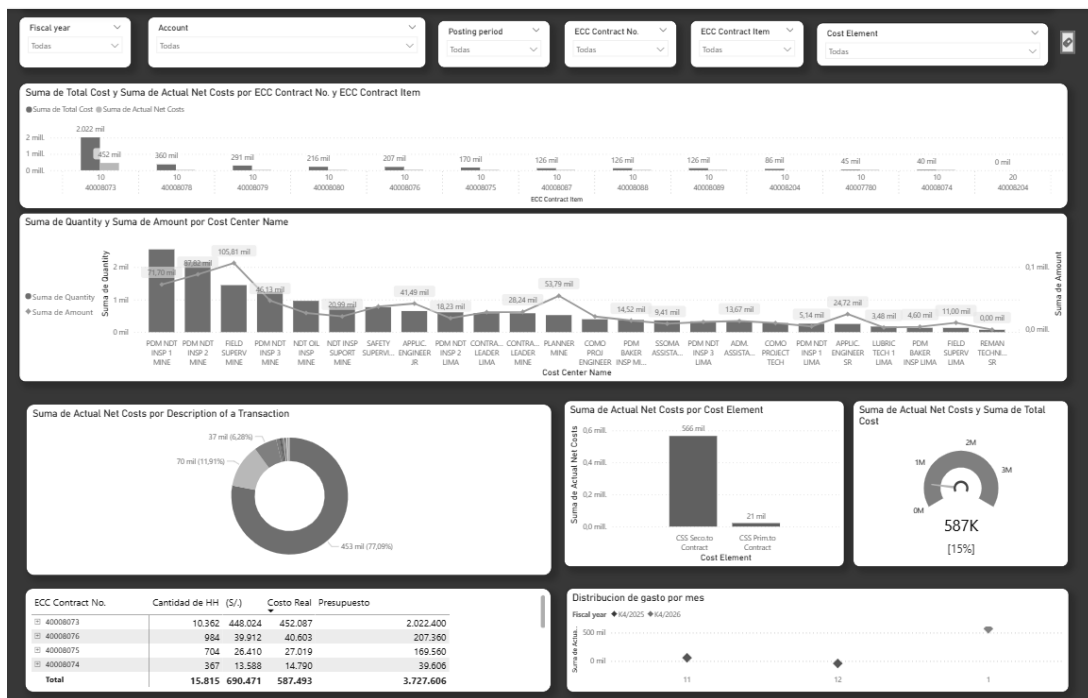 Fiscal year
Todas
Account
Todas
Posting period
Todas
ECC Contract No.
Todas
ECC Contract Item
Todas
Cost Element
Todas
Suma de Total Cost y Suma de Actual Net Costs por ECC Contract No. y ECC Contract Item
Suma de Total Cost Suma de Actual Net Costs
2.022 mil
452 mil 360 mil 291 mil 216 mil 207 mil 170 mil 126 mil 126 mil 126 mil 86 mil 45 mil 40 mil 0 mil
2 mill.
1 mill.
0 mill.
10 10 10 10 10 10 10 10 10 10 10 10 20
40008073 40008078 40008079 40008080 40008076 40008075 40008087 40008088 40008089 40008204 40007780 40008074 40008204
ECC Contract Item
Suma de Quantity y Suma de Amount por Cost Center Name
Suma de Quantity
Suma de Amount
Suma de Quantity
2 mil
1 mil
0 mil
71,70 mil 87,82 mil 105,81 mil 46,13 mil 20,99 mil 41,49 mil 18,23 mil 28,24 mil 53,79 mil 14,52 mil 9,41 mil 13,67 mil 5,14 mil 24,72 mil 3,48 mil 4,60 mil 11,00 mil 0,00 mil
0,1 mill.
0,0 mill.
Suma de Amount
PDM NDT INSP 1 MINE
PDM NDT INSP 2 MINE
FIELD SUPERV MINE
PDM NDT INSP 3 MINE
NDT OIL INSP MINE
NDT INSP SUPORT MINE
SAFETY SUPERVI...
APPLIC. ENGINEER JR
PDM NDT INSP 2 LIMA
CONTRA... LEADER LIMA
CONTRA... LEADER MINE
PLANNER MINE
COMO PROJ ENGINEER
PDM BAKER INSP MI...
SSOMA ASSISTA...
PDM NDT INSP 3 LIMA
ADM. ASSISTA...
COMO PROJECT TECH
PDM NDT INSP 1 LIMA
APPLIC. ENGINEER SR
LUBRIC TECH 1 LIMA
PDM BAKER INSP LIMA
FIELD SUPERV LIMA
REMAN TECHNI... SR
Cost Center Name
Suma de Actual Net Costs por Description of a Transaction
37 mil (6,28%)
70 mil (11,91%)
453 mil (77,09%)
Suma de Actual Net Costs por Cost Element
Suma de Actual Net Costs
0,6 mill.
0,4 mill.
0,2 mill.
0,0 mill.
566 mil
21 mil
CSS Seco.to Contract
CSS Prim.to Contract
Cost Element
Suma de Actual Net Costs y Suma de Total Cost
0M
1M
2M
3M
587K
[15%]
ECC Contract No. Cantidad de HH (S/.) Costo Real Presupuesto
40008073 10.362 448.024 452.087 2.022.400
40008076 984 39.912 40.603 207.360
40008075 704 26.410 27.019 169.560
40008074 367 13.588 14.790 39.606
Total 15.815 690.471 587.493 3.727.606
Distribucion de gasto por mes
Fiscal year K4/2025 K4/2026
Suma de Actua...
500 mil
0 mil
11 12 1